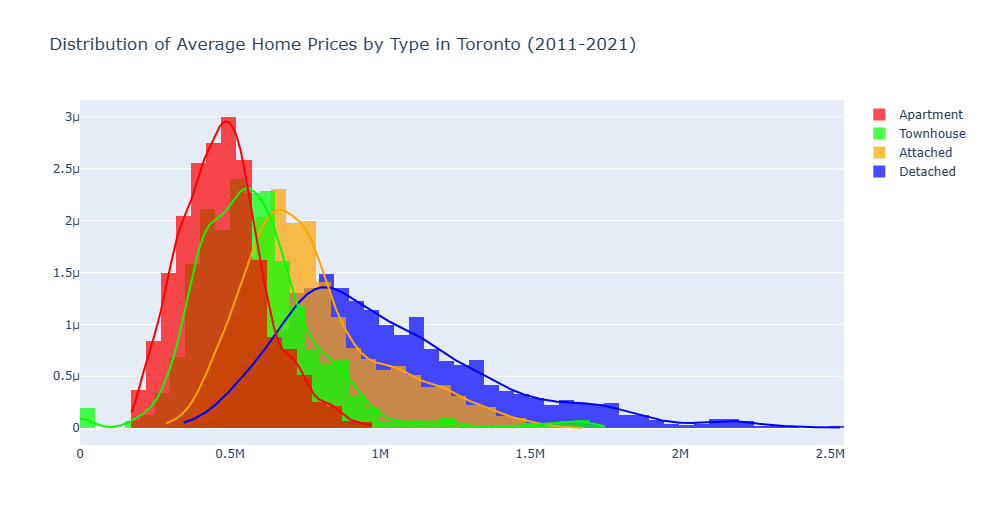 Distribution of Average Home Prices by Type in Toronto (2011-2021)
Apartment
Townhouse
Attached
Detached
3μ
2.5μ
2μ
1.5μ
1μ
0.5μ
0
0
0.5M
1M
1.5M
2M
2.5M